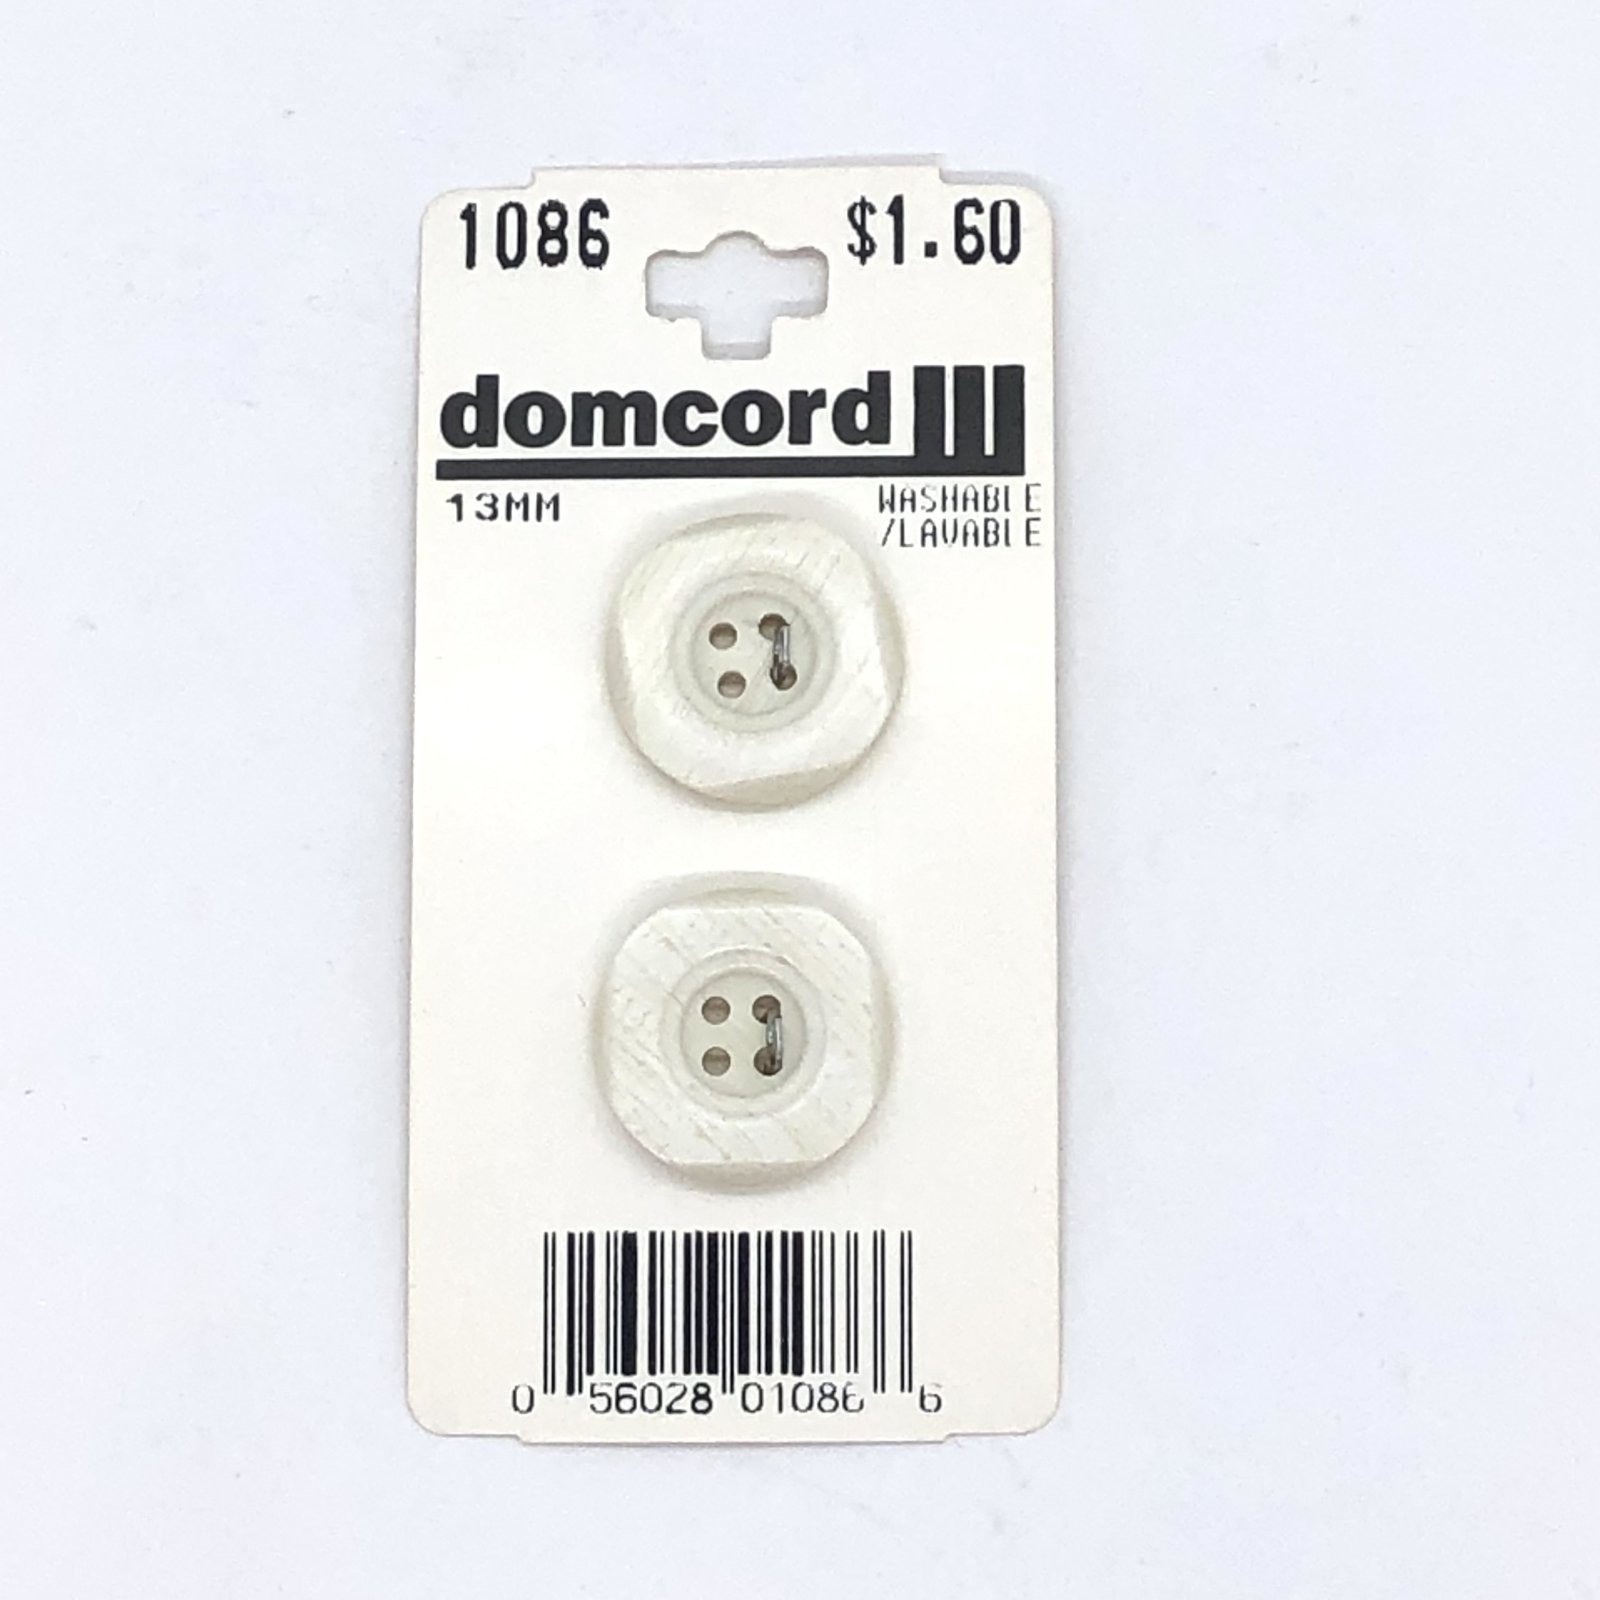 1086 $1.60
domcord
13MM WASHABLE
/LAVABLE
0 56028 01086 6